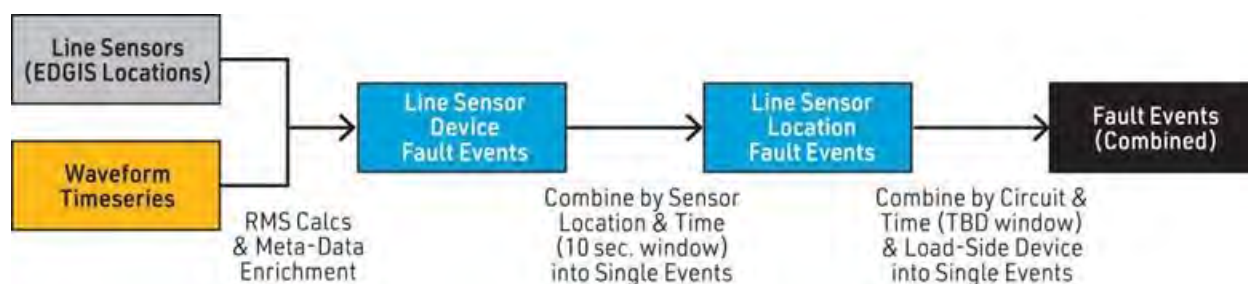 Line Sensors
(EDGIS Locations)
Waveform
Timeseries
RMS Calcs
& Meta-Data
Enrichment
Line Sensor
Device
Fault Events
Combine by Sensor
Location & Time
(10 sec. window)
into Single Events
Line Sensor
Location
Fault Events
Combine by Circuit &
Time (TBD window)
& Load-Side Device
into Single Events
Fault Events
(Combined)